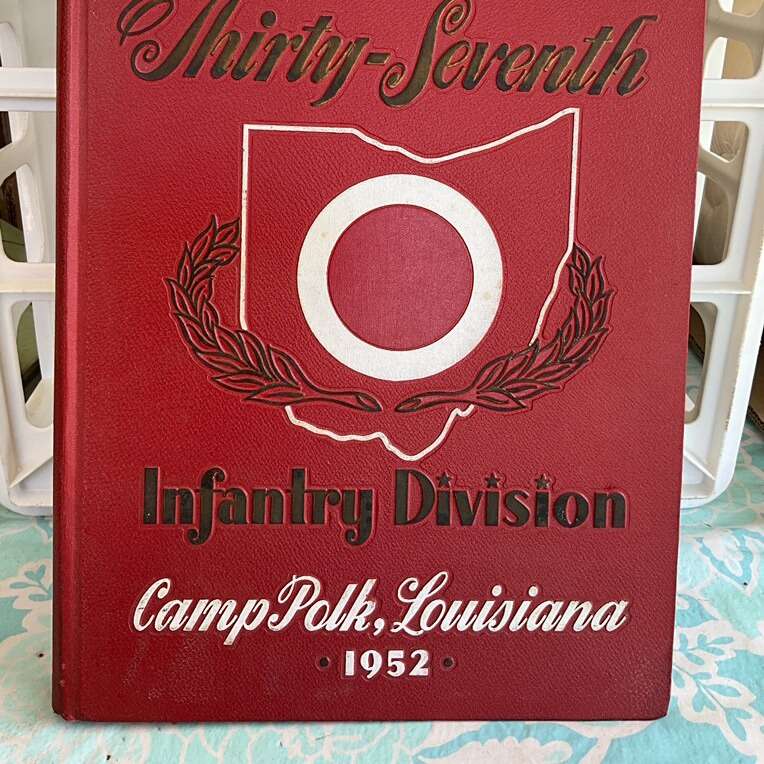 Thirty-Seventh
Infantry Division
Camp Polk, Louisiana
· 1952 ·